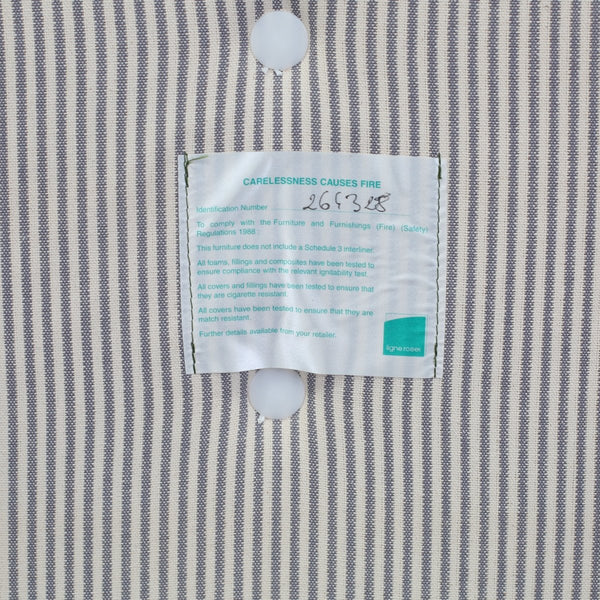 CARELESSNESS CAUSES FIRE
Identification Number 264328
To comply with the Furniture and Furnishings (Fire) (Safety)
Regulations 1988 :
This furniture does not include a Schedule 3 interliner.
All foams, fillings and composites have been tested to
ensure compliance with the relevant ignitability test.
All covers and fillings have been tested to ensure that
they are cigarette resistant.
All covers have been tested to ensure that they are
match resistant.
Further details available from your retailer.
ligne roset